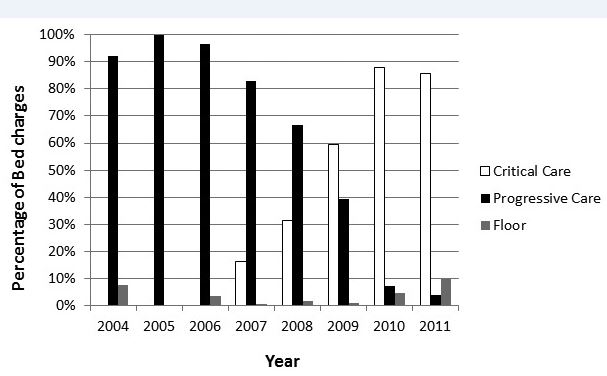 100%
90%
80%
70%
60%
50%
40%
30%
20%
10%
0%
Percentage of Bed charges
2004 2005 2006 2007 2008 2009 2010 2011
Year
Critical Care
Progressive Care
Floor